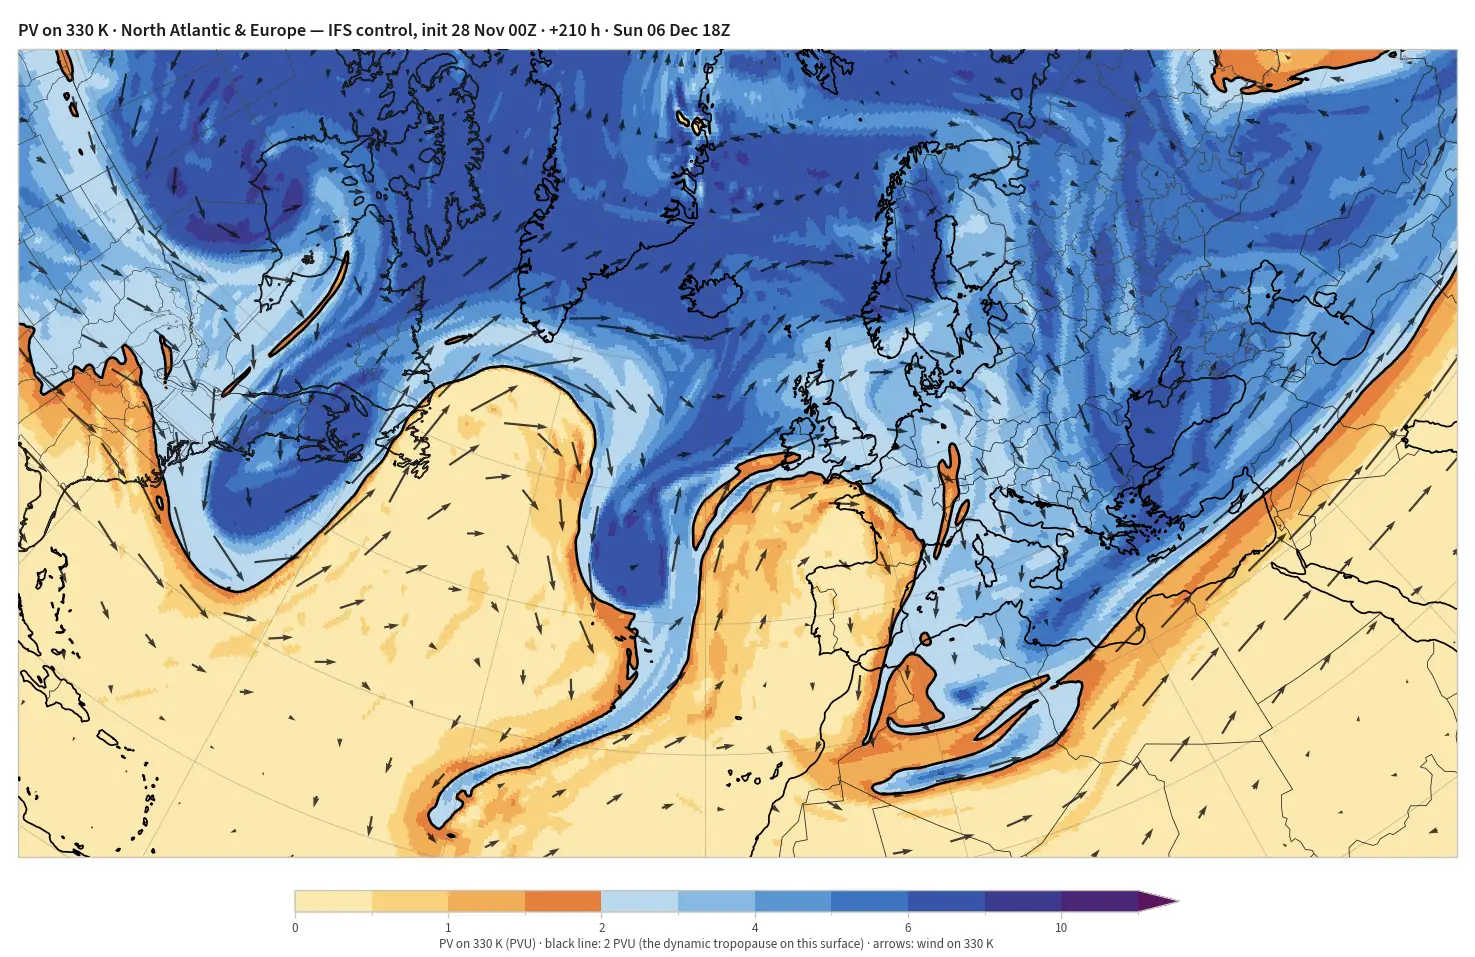 PV on 330 K · North Atlantic & Europe — IFS control, init 28 Nov 00Z · +210 h · Sun 06 Dec 18Z
0 1 2 4 6 10
PV on 330 K (PVU) · black line: 2 PVU (the dynamic tropopause on this surface) · arrows: wind on 330 K